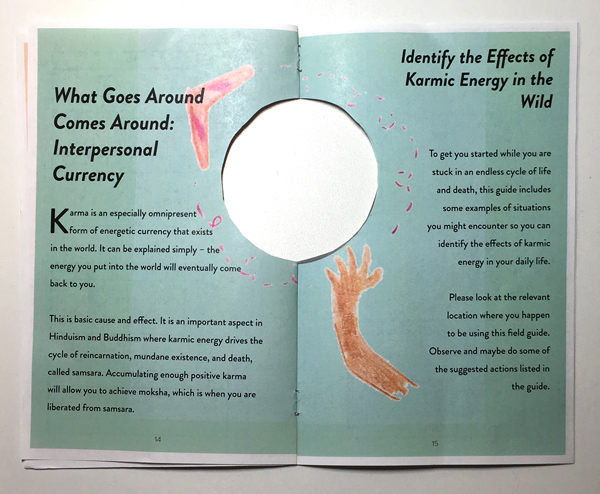 What Goes Around
Comes Around:
Interpersonal
Currency
Karma is an especially omnipresent
form of energetic currency that exists
in the world. It can be explained simply – the
energy you put into the world will eventually come
back to you.
This is basic cause and effect. It is an important aspect in
Hinduism and Buddhism where karmic energy drives the
cycle of reincarnation, mundane existence, and death,
called samsara. Accumulating enough positive karma
will allow you to achieve moksha, which is when you are
liberated from samsara.
14
Identify the Effects of
Karmic Energy in the
Wild
To get you started while you are
stuck in an endless cycle of life
and death, this guide includes
some examples of situations
you might encounter so you can
identify the effects of karmic
energy in your daily life.
Please look at the relevant
location where you happen
to be using this field guide.
Observe and maybe do some of
the suggested actions listed in
the guide.
15